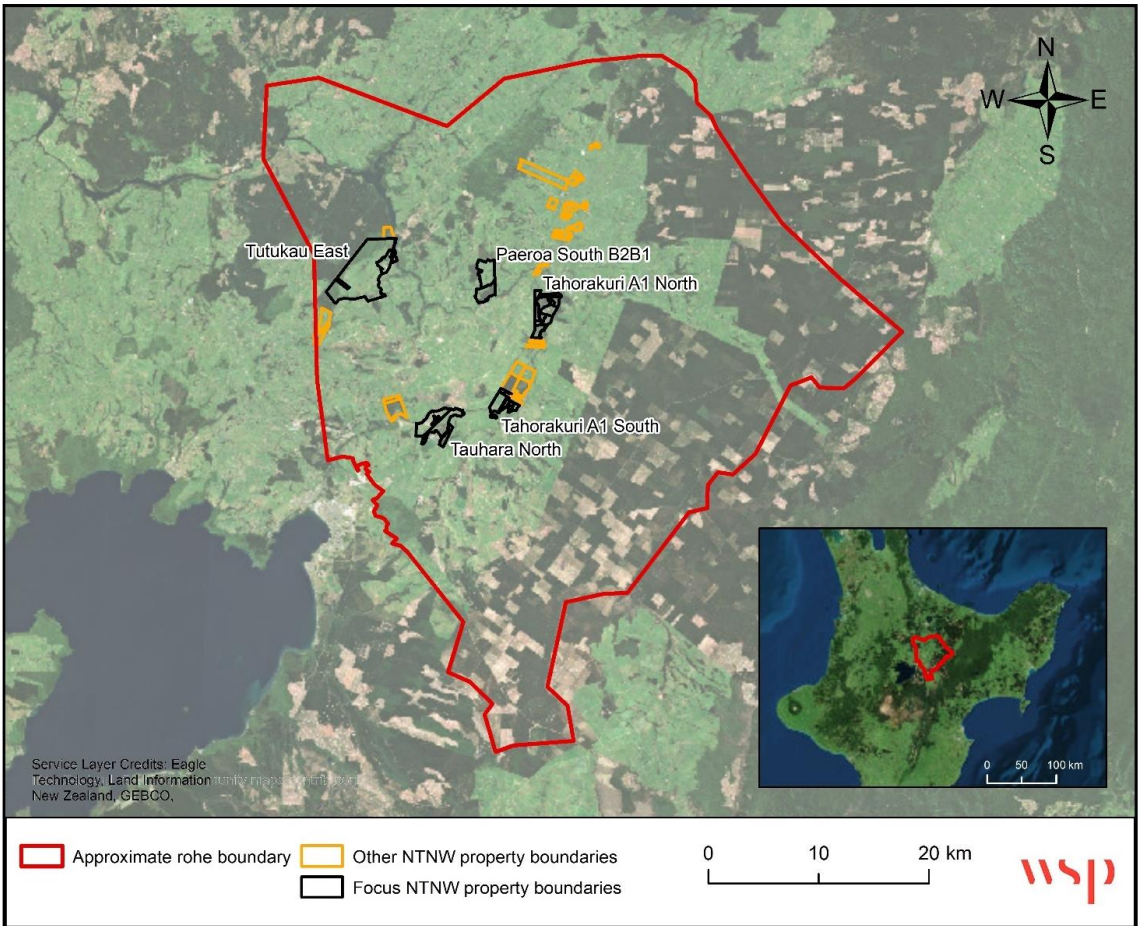 N
W E
S
Tutukau East
Paeroa South B2B1
Tahorakuri A1 North
Tahorakuri A1 South
Tauhara North
Service Layer Credits: Eagle
Technology, Land Information
New Zealand, GEBCO,
0 50 100 km
Approximate rohe boundary
Other NTNW property boundaries
Focus NTNW property boundaries
0 10 20 km
wsp